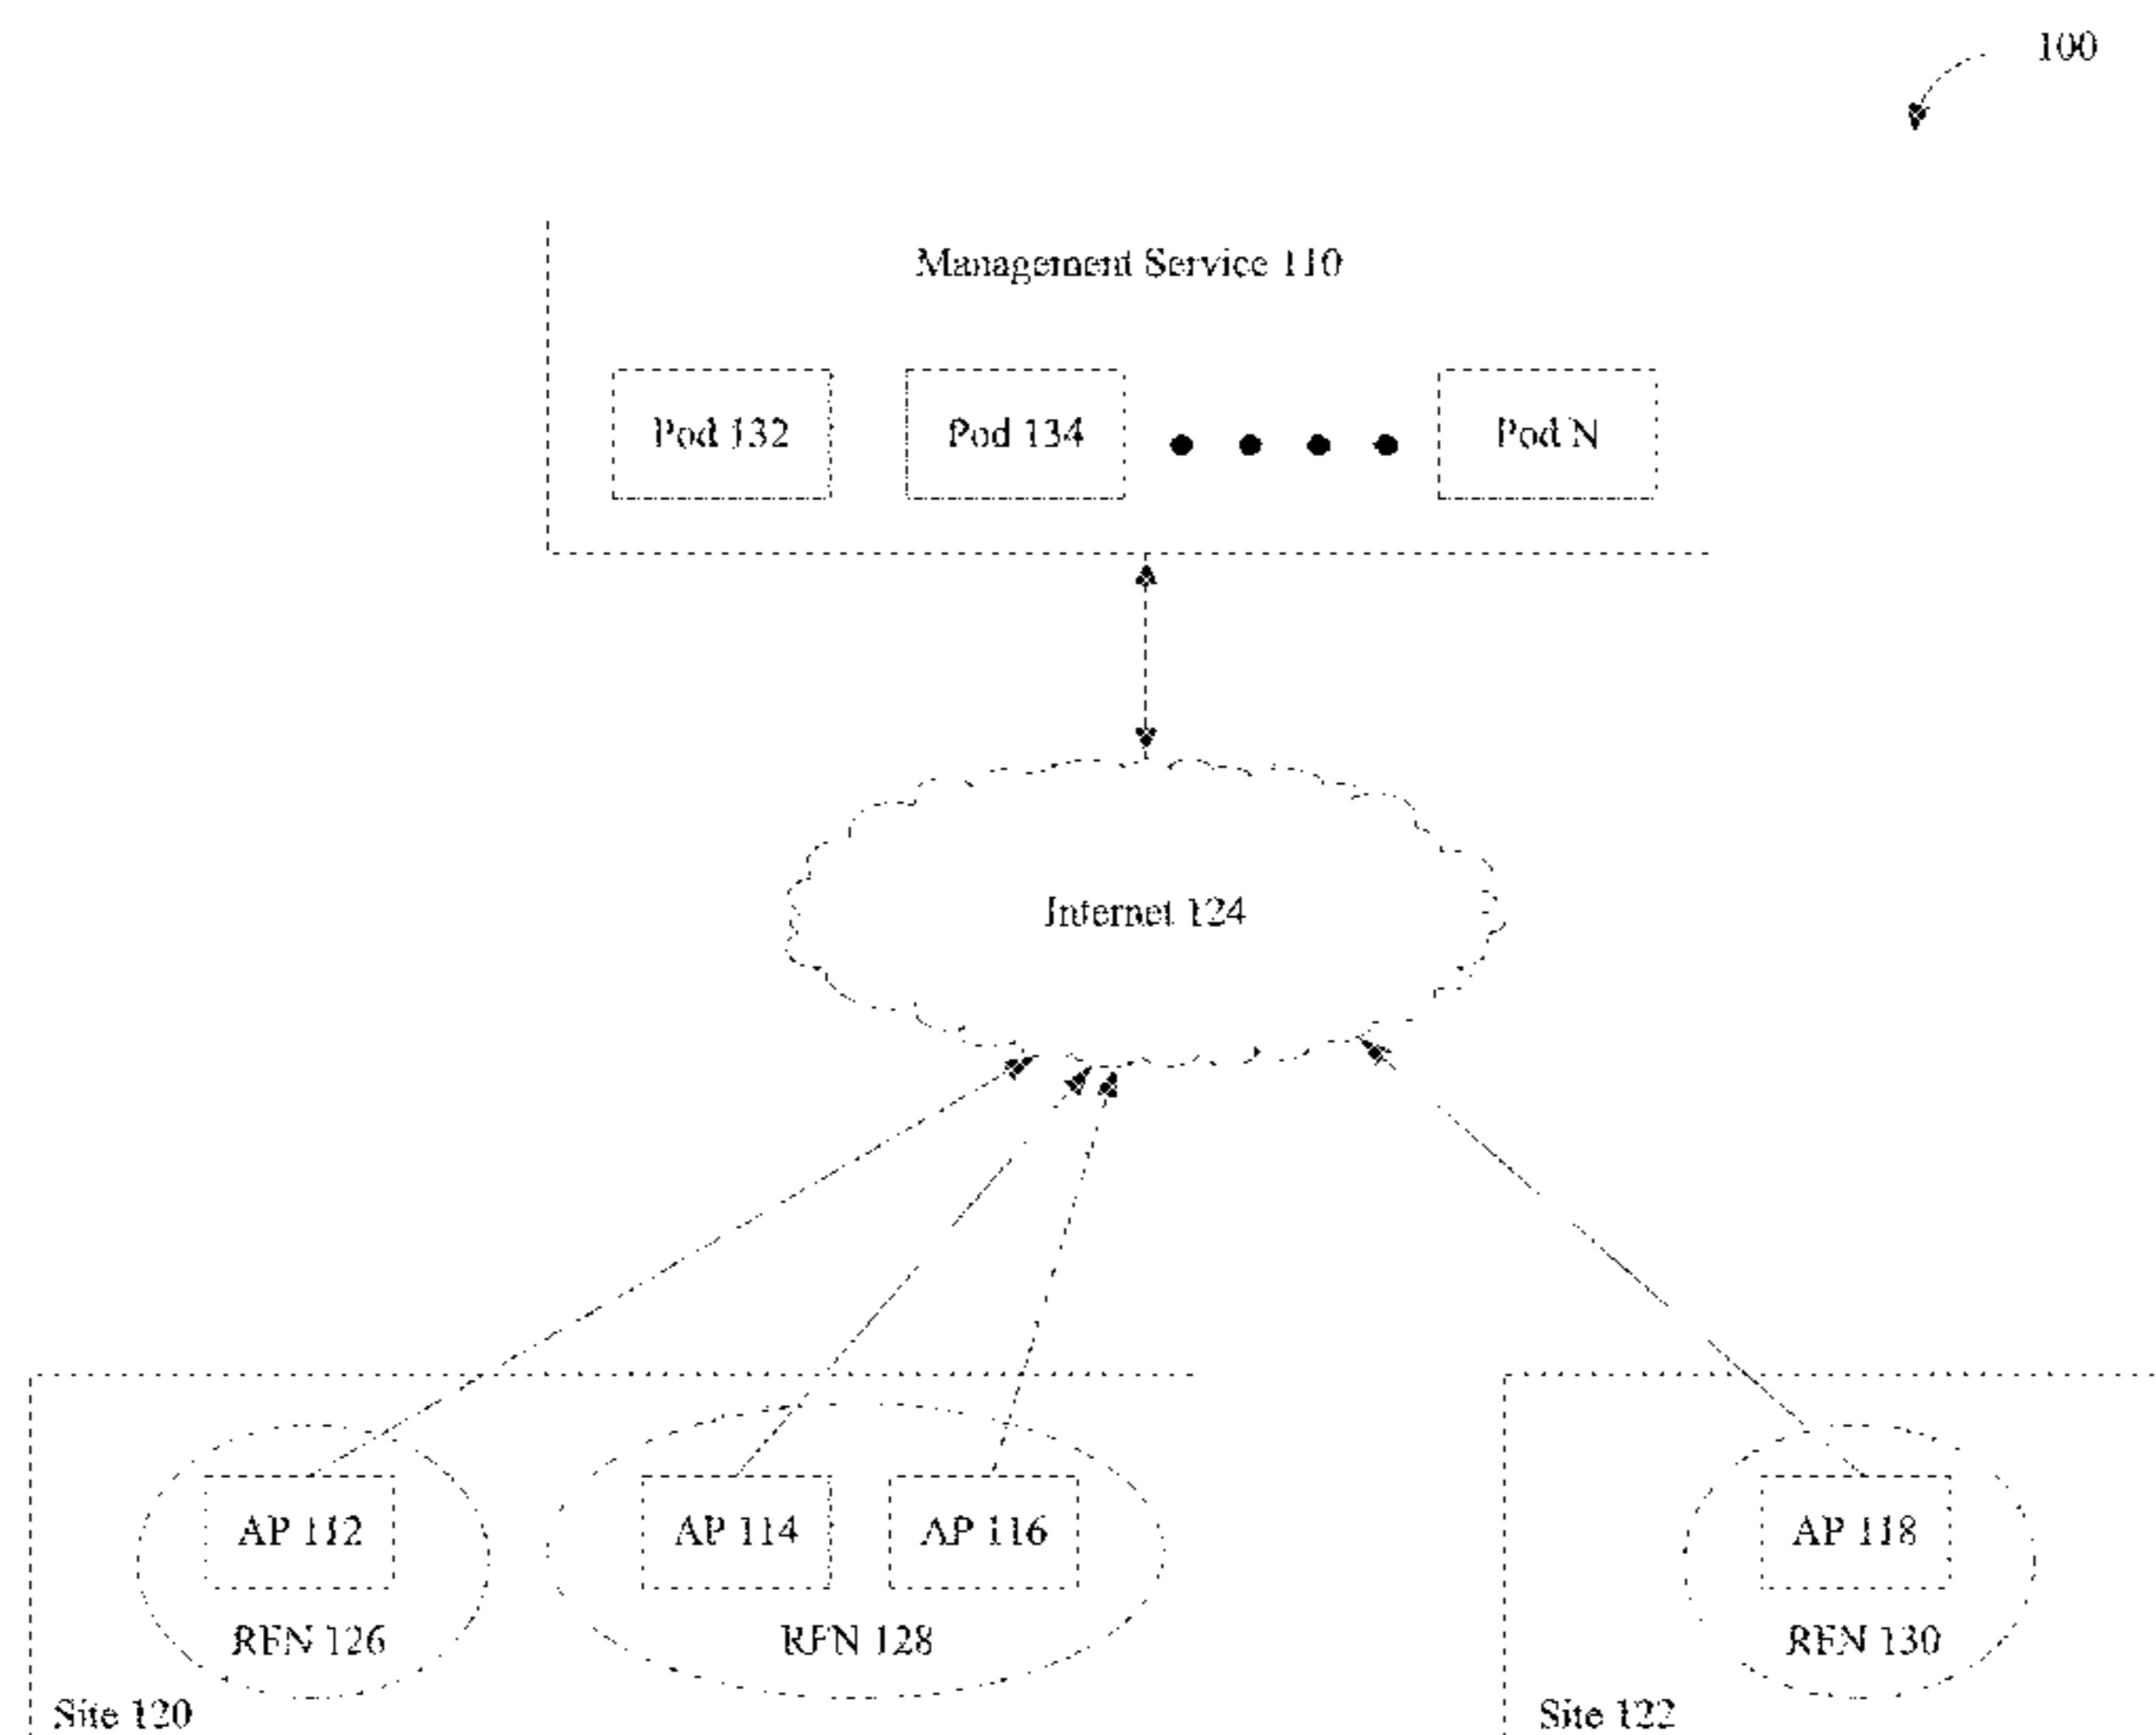 100
Management Service 110
Pod 132
Pod 134
Pod N
Internet 124
AP 112
AP 114
AP 116
AP 118
RFN 126
RFN 128
RFN 130
Site 120
Site 122